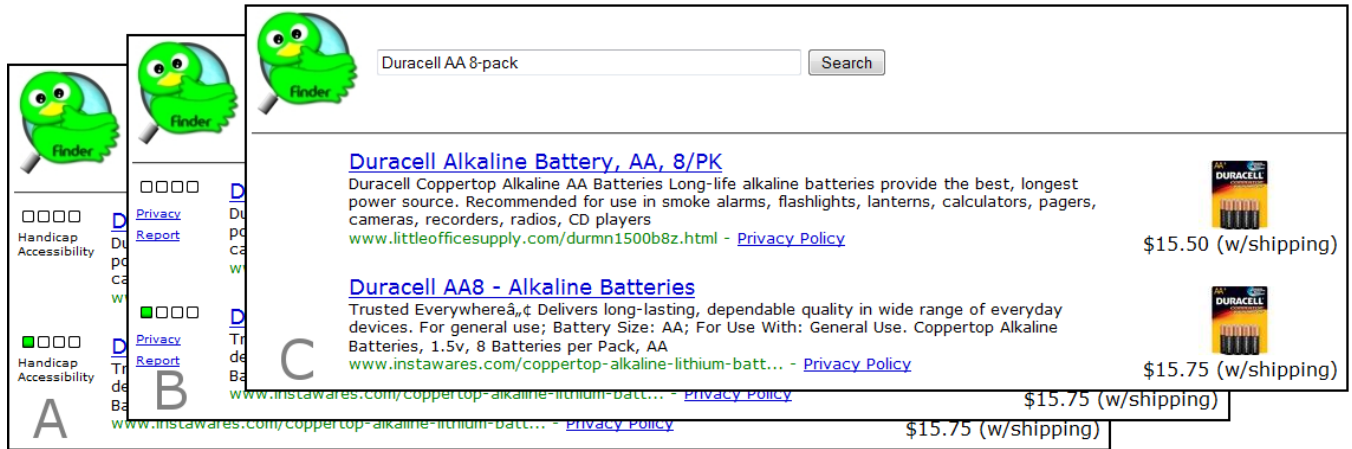 Finder
Duracell AA 8-pack
Search
Duracell Alkaline Battery, AA, 8/PK
Duracell Coppertop Alkaline AA Batteries Long-life alkaline batteries provide the best, longest
power source. Recommended for use in smoke alarms, flashlights, lanterns, calculators, pagers,
cameras, recorders, radios, CD players
www.littleofficesupply.com/durmn1500b8z.html - Privacy Policy
DURACELL
$15.50 (w/shipping)
Duracell AA8 - Alkaline Batteries
Trusted Everywhereâ„¢ Delivers long-lasting, dependable quality in wide range of everyday
devices. For general use; Battery Size: AA; For Use With: General Use. Coppertop Alkaline
Batteries, 1.5v, 8 Batteries per Pack, AA
www.instawares.com/coppertop-alkaline-lithium-batt... - Privacy Policy
DURACELL
$15.75 (w/shipping)
C
Finder
Privacy
Report
Privacy
Report
www.instawares.com/coppertop-alkaline-lithium-batt... - Privacy Policy
$15.75 (w/shipping)
B
Finder
Handicap
Accessibility
Handicap
Accessibility
www.instawares.com/coppertop-alkaline-lithium-batt... - Privacy Policy
$15.75 (w/shipping)
A